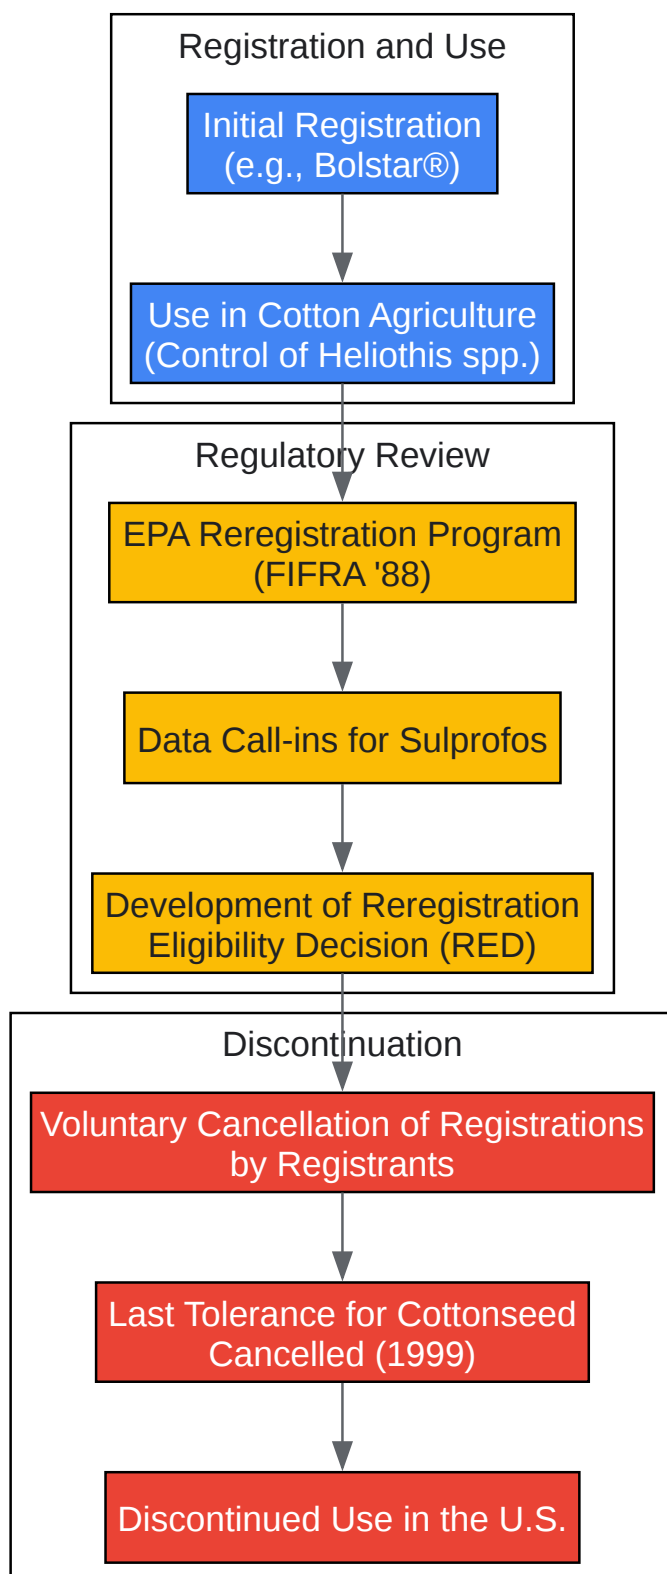 Registration and Use
Initial Registration
(e.g., Bolstar®)
Use in Cotton Agriculture
(Control of Heliothis spp.)
Regulatory Review
EPA Reregistration Program
(FIFRA '88)
Data Call-ins for Sulprofos
Development of Reregistration
Eligibility Decision (RED)
Discontinuation
Voluntary Cancellation of Registrations
by Registrants
Last Tolerance for Cottonseed
Cancelled (1999)
Discontinued Use in the U.S.